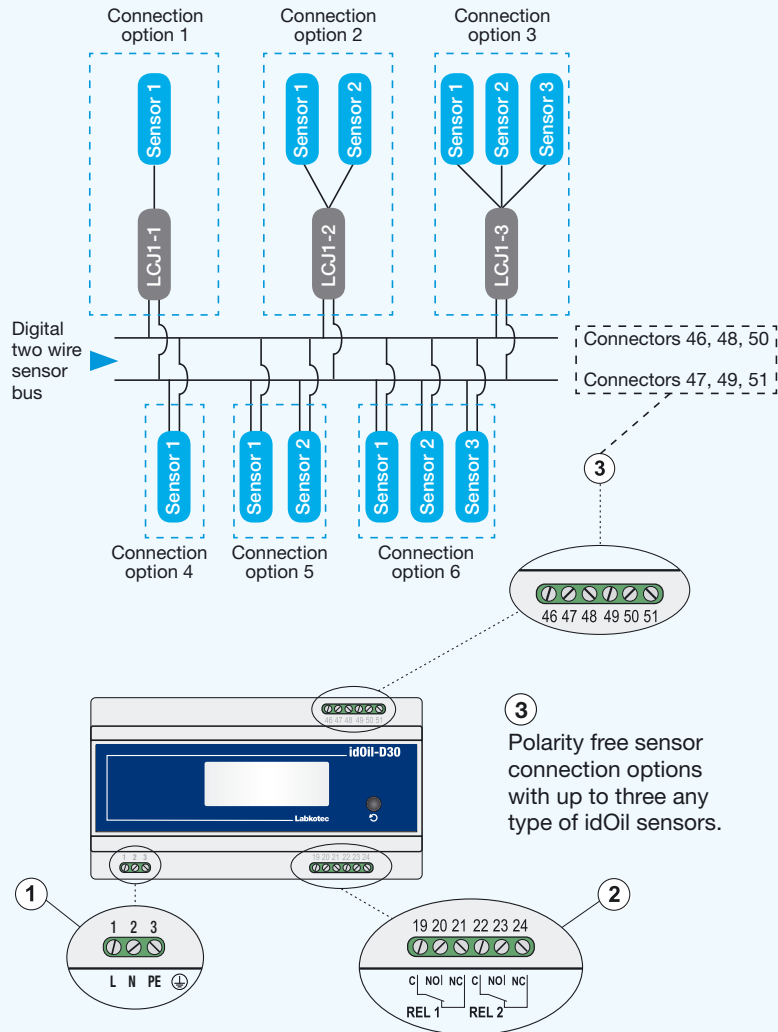 Connection option 1
Connection option 2
Connection option 3
Sensor 1
Sensor 1
Sensor 2
Sensor 1
Sensor 2
Sensor 3
LCJ1-1
LCJ1-2
LCJ1-3
Digital
two wire
sensor
bus
Connectors 46, 48, 50
Connectors 47, 49, 51
Sensor 1
Sensor 1
Sensor 2
Sensor 1
Sensor 2
Sensor 3
Connection option 4
Connection option 5
Connection option 6
3
46 47 48 49 50 51
46 47 48 49 50 51
idOil-D30
Labkotec
3
Polarity free sensor
connection options
with up to three any
type of idOil sensors.
1 2 3
19 20 21 22 23 24
1
1 2 3
L N PE
2
19 20 21 22 23 24
C NO NC C NO NC
REL 1 REL 2